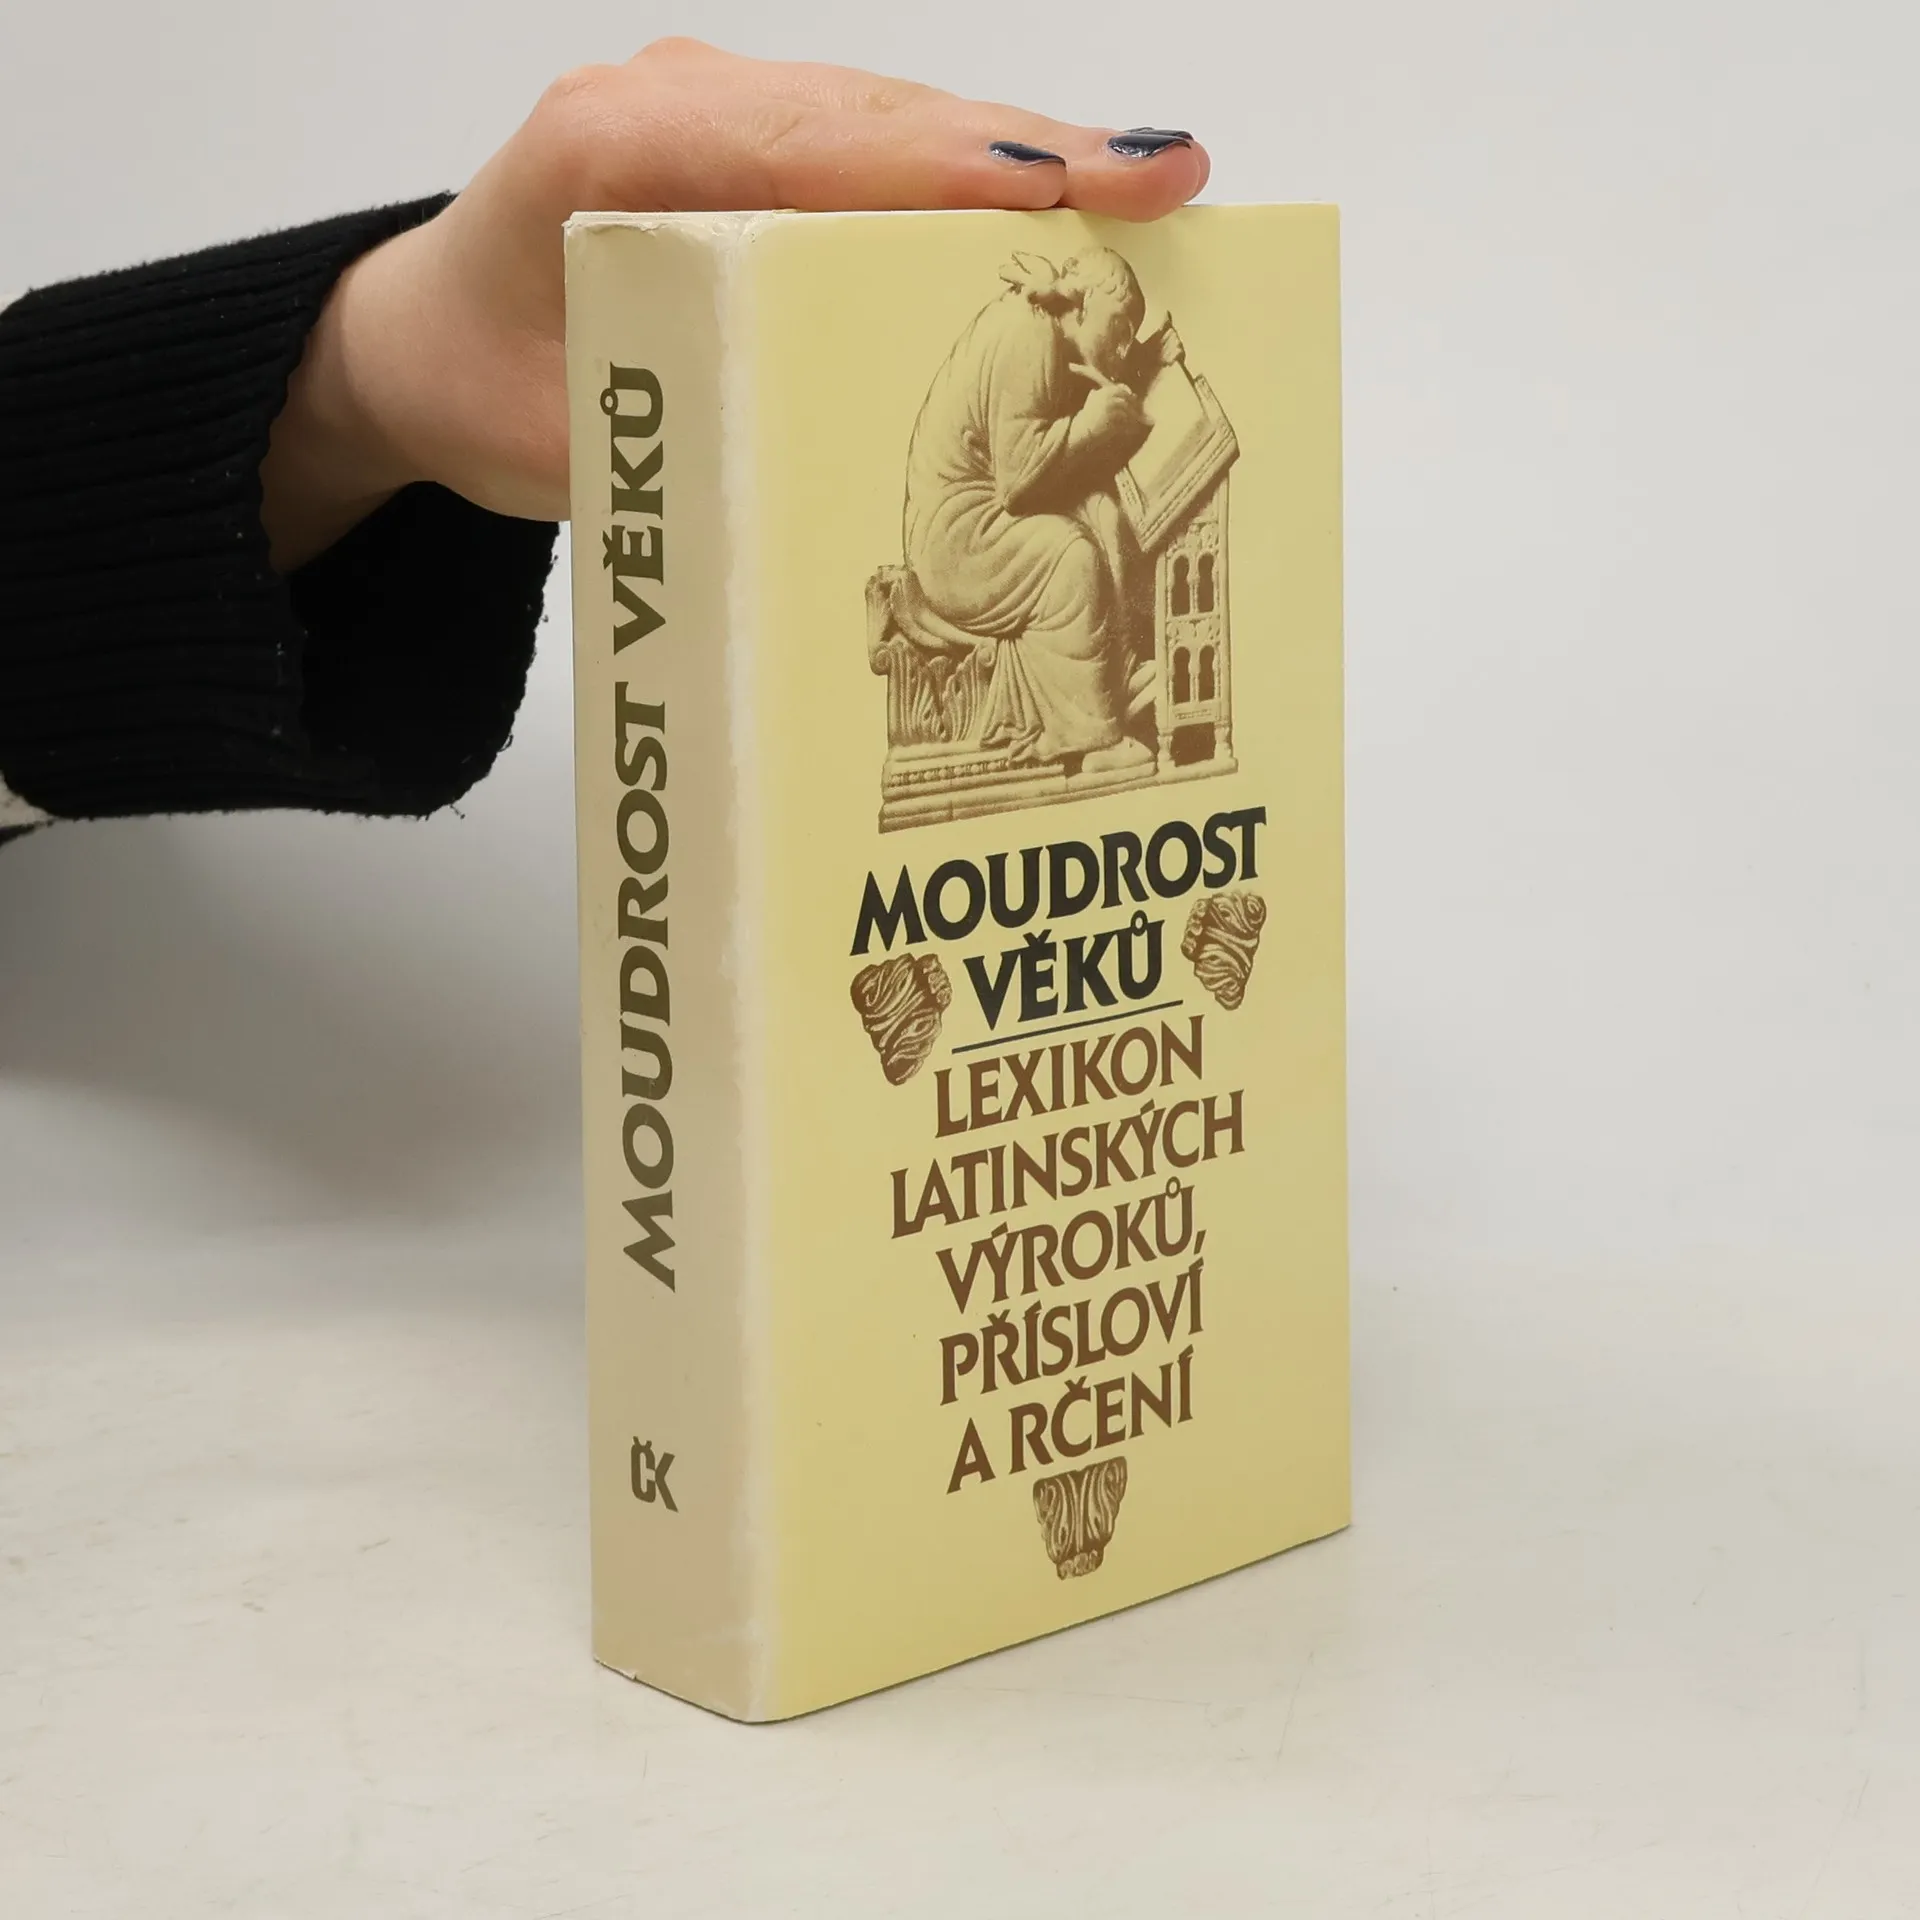 MOUDROST VĚKŮ
ČK
MOUDROST
VĚKŮ
LEXIKON
LATINSKÝCH
VÝROKŮ,
PŘÍSLOVÍ
A RČENÍ